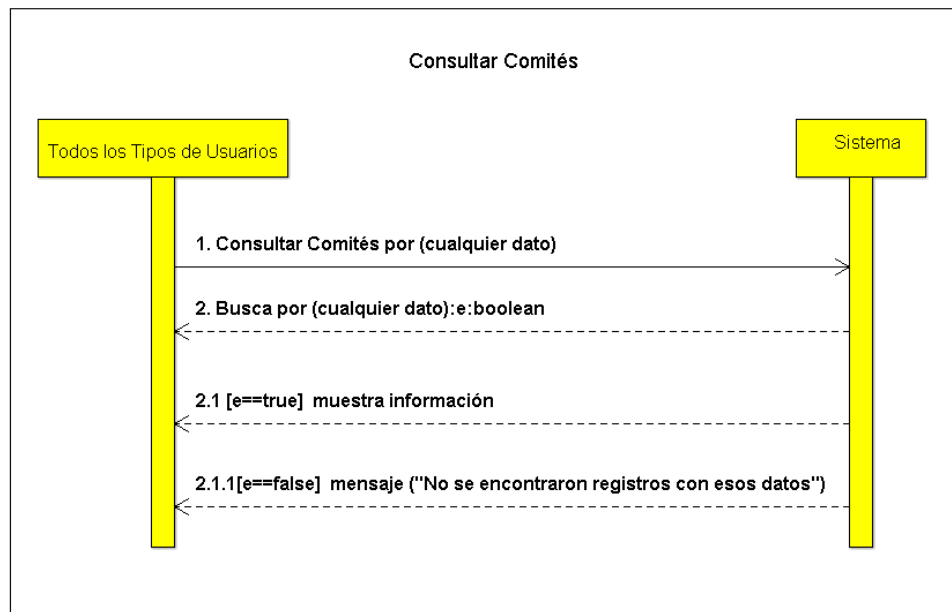 Consultar Comités
Todos los Tipos de Usuarios
Sistema
1. Consultar Comités por (cualquier dato)
2. Busca por (cualquier dato):e:boolean
2.1 [e==true]  muestra información
2.1.1[e==false]  mensaje ("No se encontraron registros con esos datos")